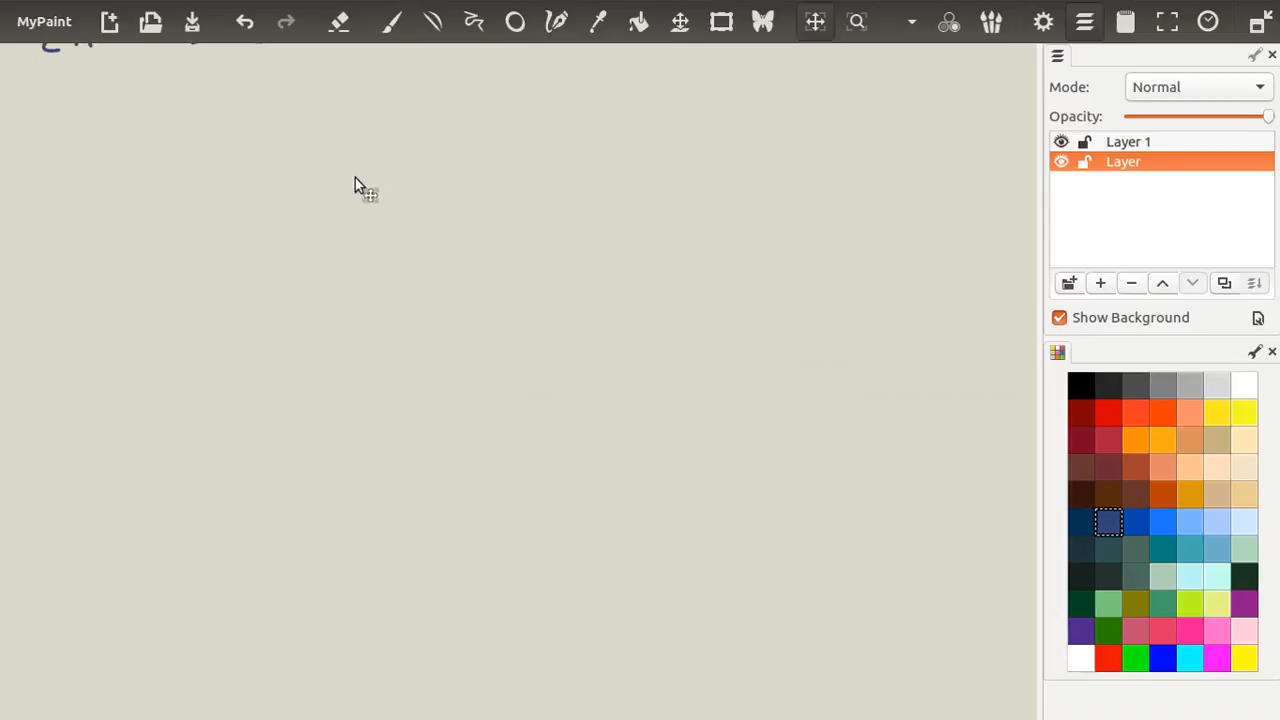 MyPaint
Mode:
Normal
Opacity:
Layer 1
Layer
Show Background